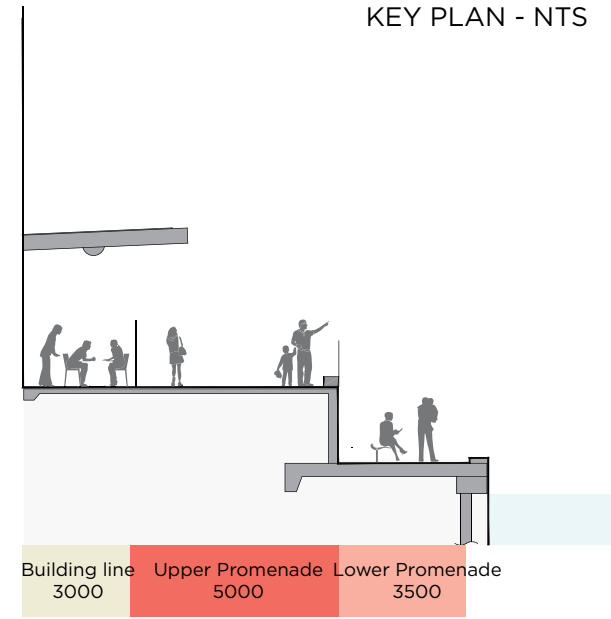 KEY PLAN - NTS
Building line
3000
Upper Promenade
5000
Lower Promenade
3500